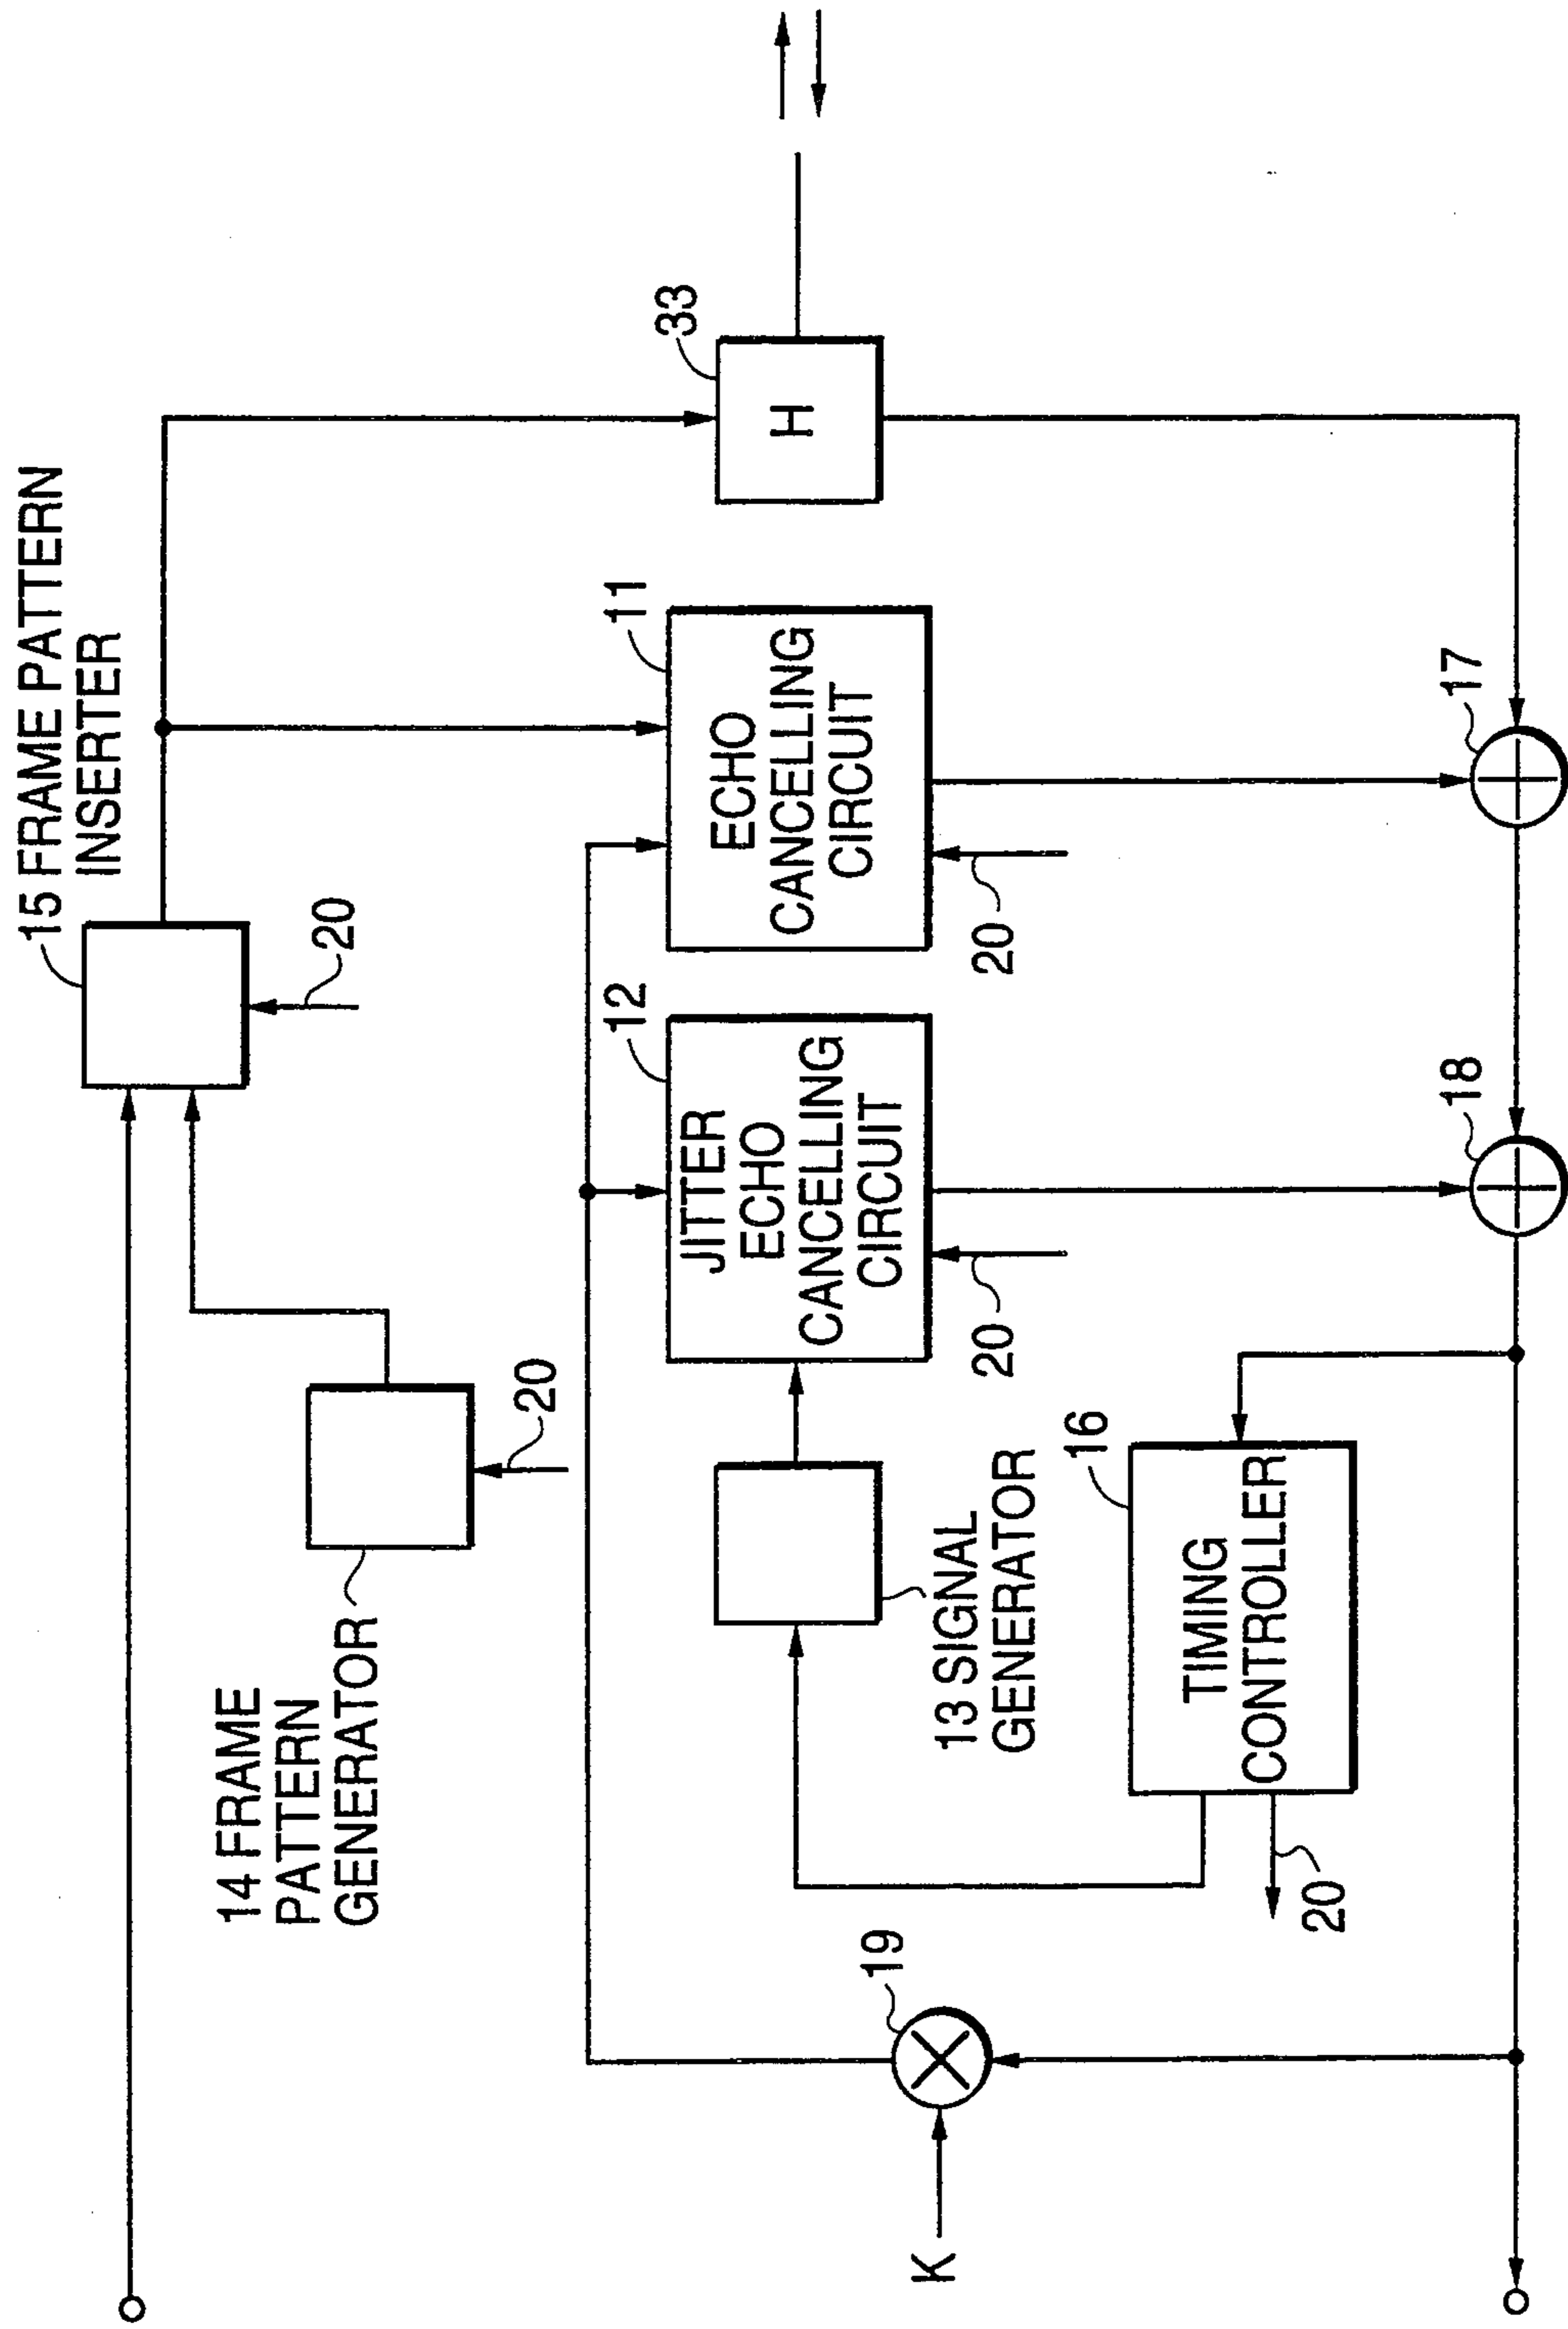 15 FRAME PATTERN
INSERTER
20
14 FRAME
PATTERN
GENERATOR
20
33
H
11
ECHO
CANCELLING
CIRCUIT
20
12
JITTER
ECHO
CANCELLING
CIRCUIT
20
13 SIGNAL
GENERATOR
16
TIMING
CONTROLLER
20
19
K
17
18